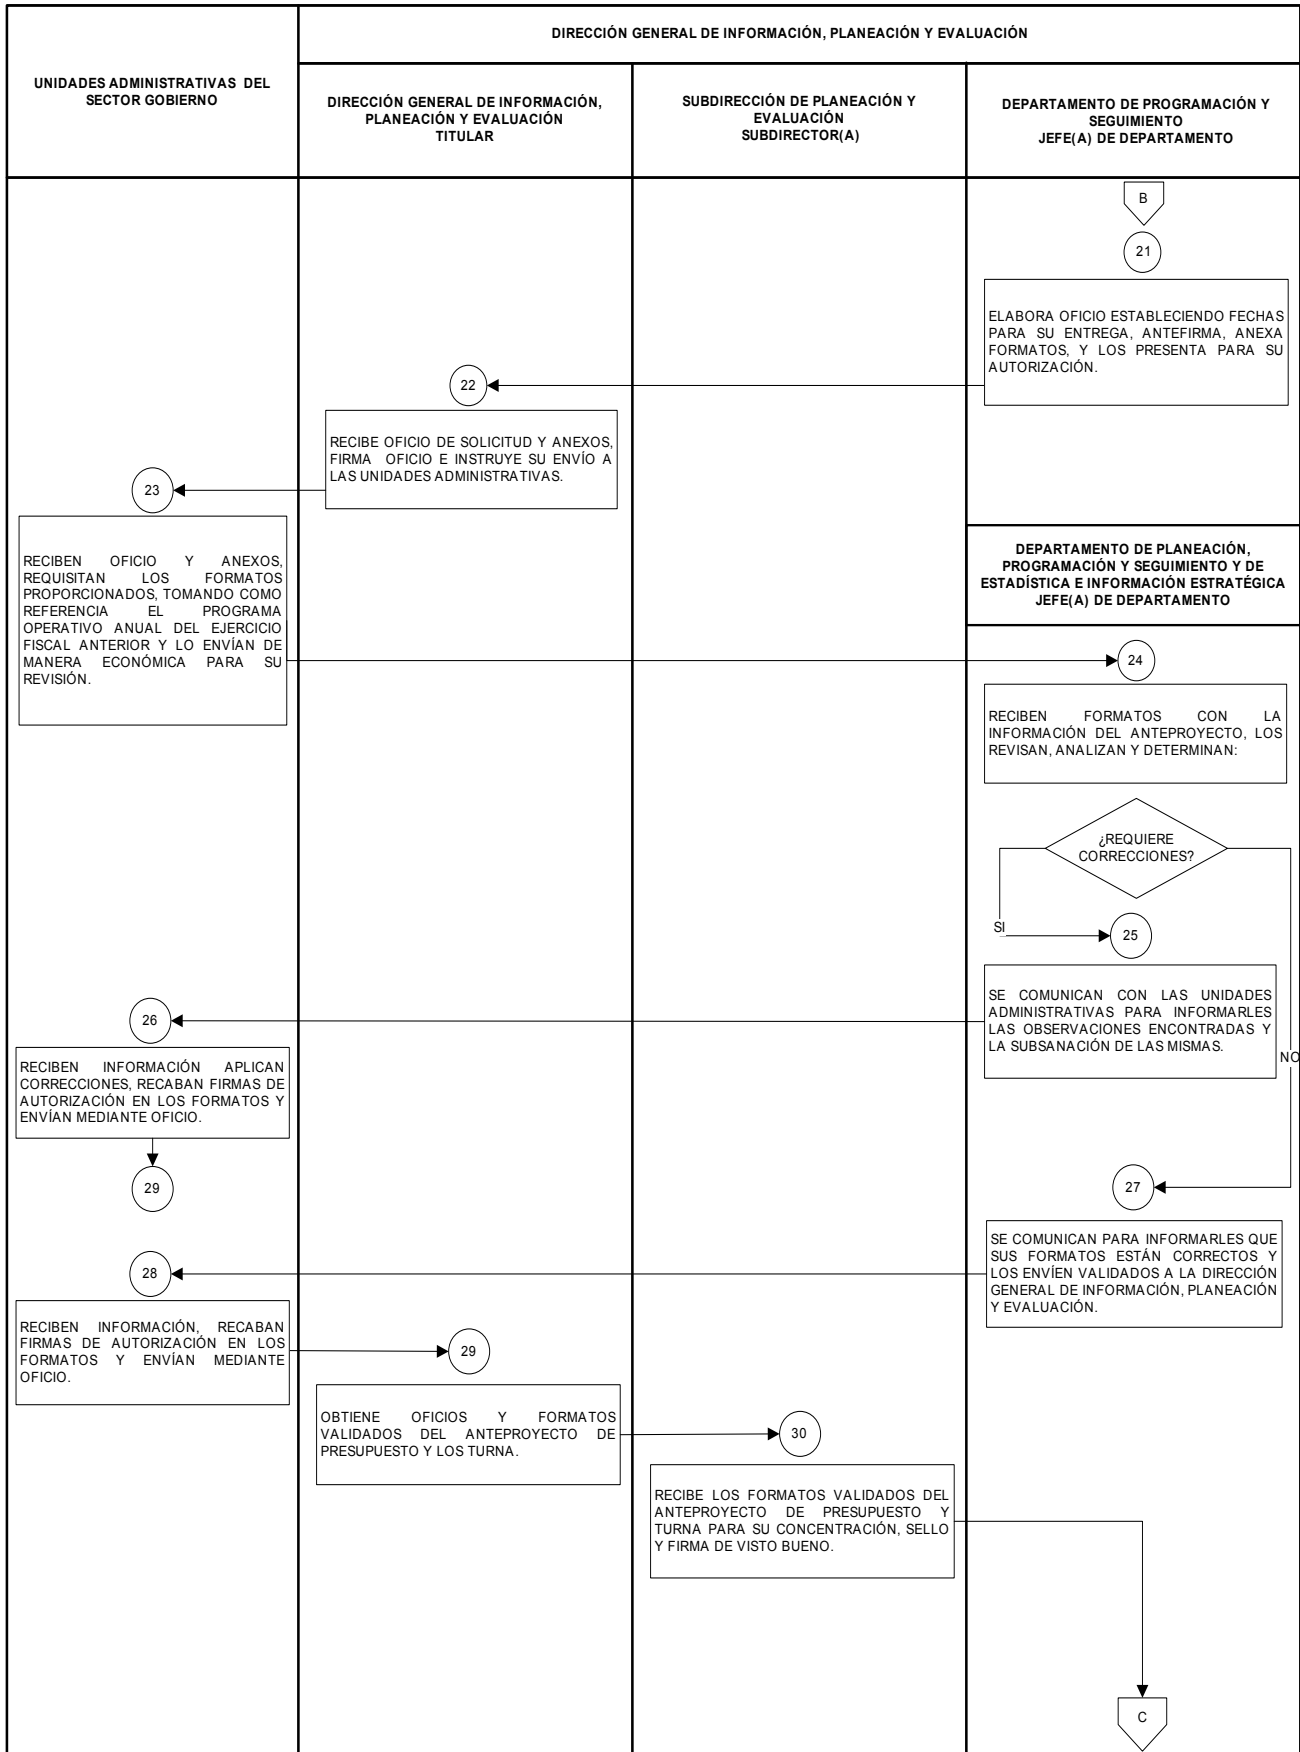 DIRECCIÓN GENERAL DE INFORMACIÓN, PLANEACIÓN Y EVALUACIÓN
UNIDADES ADMINISTRATIVAS DEL
SECTOR GOBIERNO
DIRECCIÓN GENERAL DE INFORMACIÓN,
PLANEACIÓN Y EVALUACIÓN
TITULAR
SUBDIRECCIÓN DE PLANEACIÓN Y
EVALUACIÓN
SUBDIRECTOR(A)
DEPARTAMENTO DE PROGRAMACIÓN Y
SEGUIMIENTO
JEFE(A) DE DEPARTAMENTO
B
21
ELABORA OFICIO ESTABLECIENDO FECHAS
PARA SU ENTREGA, ANTEFIRMA, ANEXA
FORMATOS, Y LOS PRESENTA PARA SU
AUTORIZACIÓN.
22
RECIBE OFICIO DE SOLICITUD Y ANEXOS,
FIRMA OFICIO E INSTRUYE SU ENVÍO A
LAS UNIDADES ADMINISTRATIVAS.
23
RECIBEN OFICIO Y ANEXOS,
REQUISITAN LOS FORMATOS
PROPORCIONADOS, TOMANDO COMO
REFERENCIA EL PROGRAMA
OPERATIVO ANUAL DEL EJERCICIO
FISCAL ANTERIOR Y LO ENVÍAN DE
MANERA ECONÓMICA PARA SU
REVISIÓN.
DEPARTAMENTO DE PLANEACIÓN,
PROGRAMACIÓN Y SEGUIMIENTO Y DE
ESTADÍSTICA E INFORMACIÓN ESTRATÉGICA
JEFE(A) DE DEPARTAMENTO
24
RECIBEN FORMATOS CON LA
INFORMACIÓN DEL ANTEPROYECTO, LOS
REVISAN, ANALIZAN Y DETERMINAN:
¿REQUIERE
CORRECCIONES?
SI
25
SE COMUNICAN CON LAS UNIDADES
ADMINISTRATIVAS PARA INFORMARLES
LAS OBSERVACIONES ENCONTRADAS Y
LA SUBSANACIÓN DE LAS MISMAS.
NO
26
RECIBEN INFORMACIÓN APLICAN
CORRECCIONES, RECABAN FIRMAS DE
AUTORIZACIÓN EN LOS FORMATOS Y
ENVÍAN MEDIANTE OFICIO.
29
27
SE COMUNICAN PARA INFORMARLES QUE
SUS FORMATOS ESTÁN CORRECTOS Y
LOS ENVÍEN VALIDADOS A LA DIRECCIÓN
GENERAL DE INFORMACIÓN, PLANEACIÓN
Y EVALUACIÓN.
28
RECIBEN INFORMACIÓN, RECABAN
FIRMAS DE AUTORIZACIÓN EN LOS
FORMATOS Y ENVÍAN MEDIANTE
OFICIO.
29
OBTIENE OFICIOS Y FORMATOS
VALIDADOS DEL ANTEPROYECTO DE
PRESUPUESTO Y LOS TURNA.
30
RECIBE LOS FORMATOS VALIDADOS DEL
ANTEPROYECTO DE PRESUPUESTO Y
TURNA PARA SU CONCENTRACIÓN, SELLO
Y FIRMA DE VISTO BUENO.
C